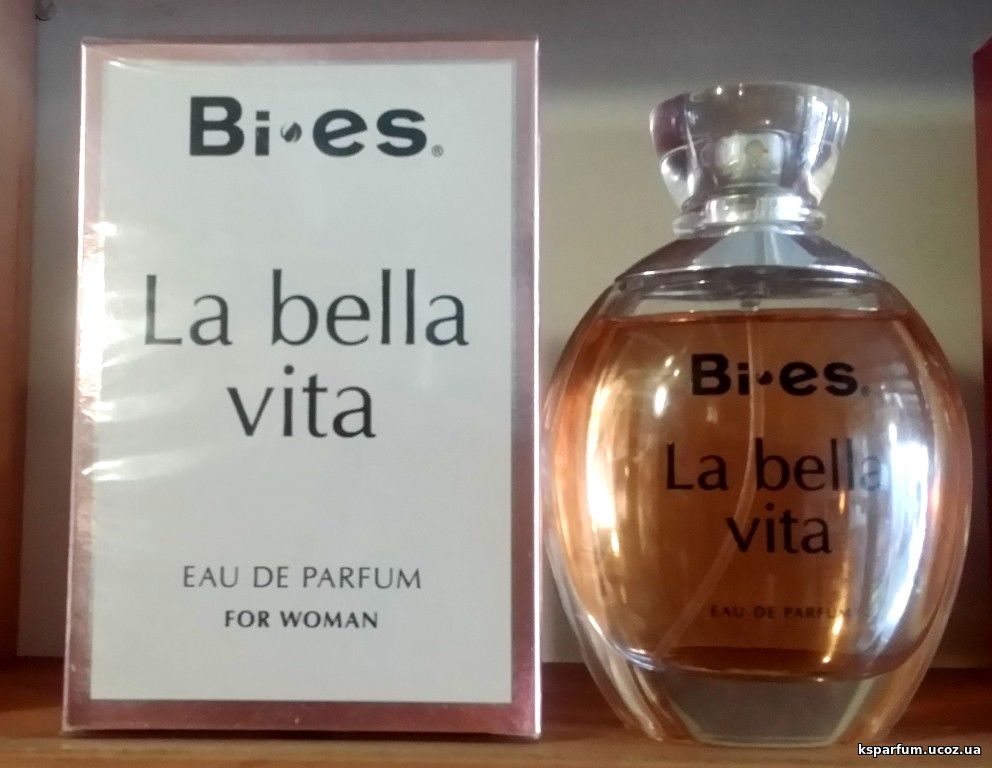 Bi·es®
La bella
vita
EAU DE PARFUM
FOR WOMAN
Bi·es®
La bella
vita
EAU DE PARFUM
ksparfum.ucoz.ua